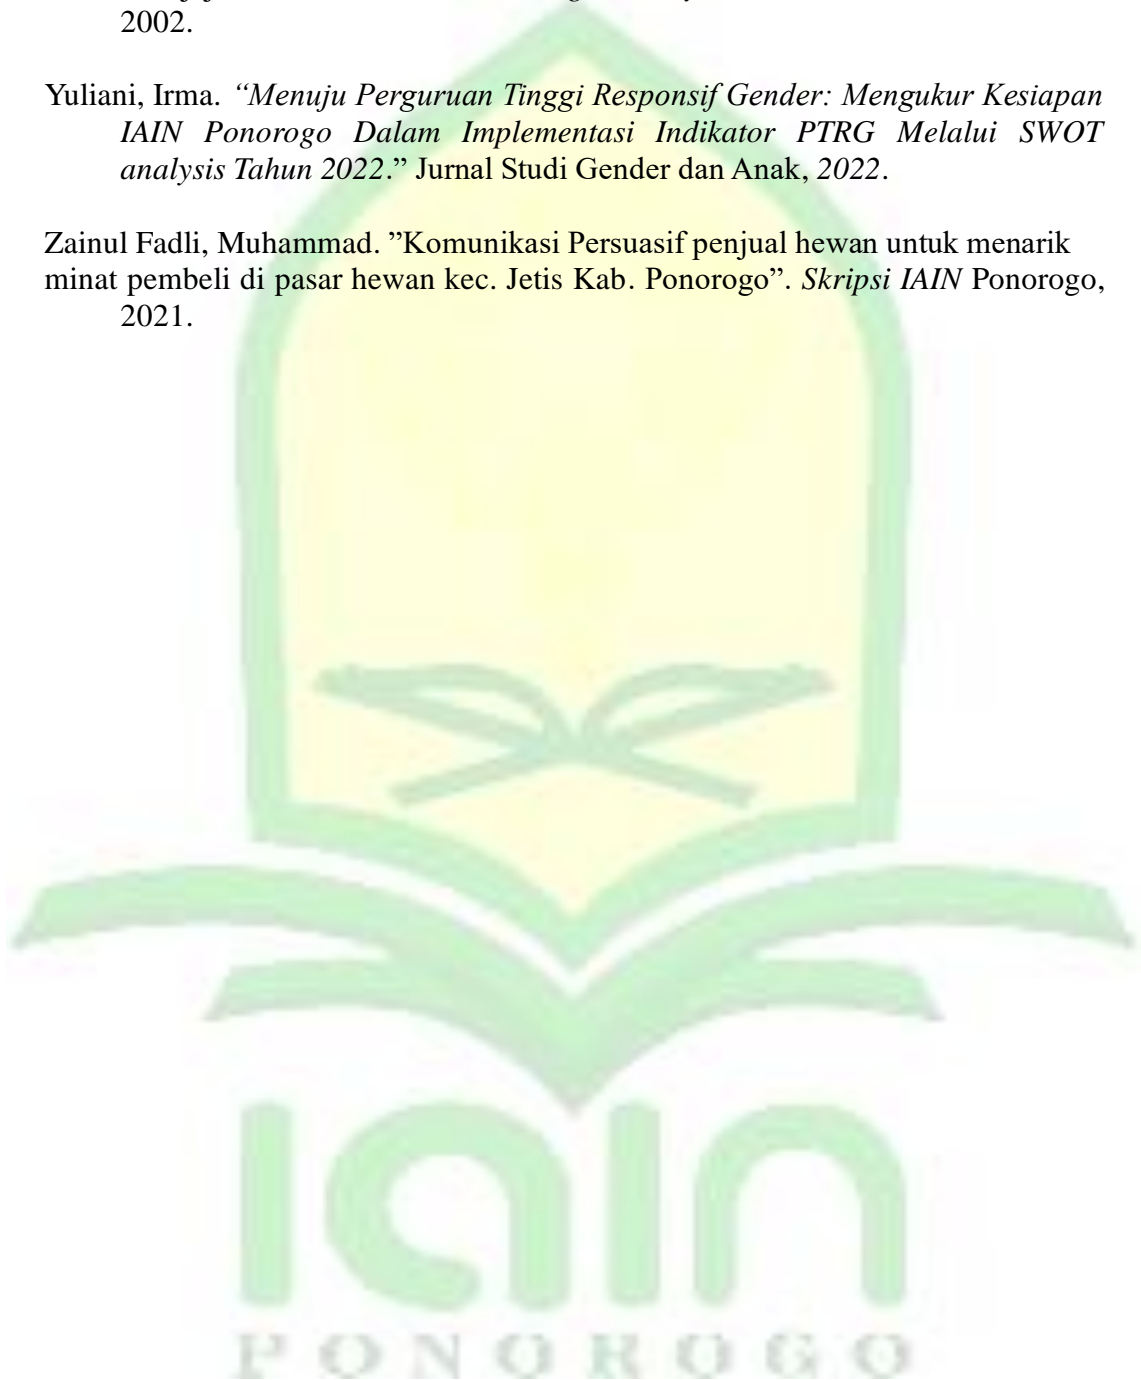 2002.
Yuliani, Irma. “Menuju Perguruan Tinggi Responsif Gender: Mengukur Kesiapan
IAIN Ponorogo Dalam Implementasi Indikator PTRG Melalui SWOT
analysis Tahun 2022.” Jurnal Studi Gender dan Anak, 2022.
Zainul Fadli, Muhammad. ”Komunikasi Persuasif penjual hewan untuk menarik
minat pembeli di pasar hewan kec. Jetis Kab. Ponorogo”. Skripsi IAIN Ponorogo,
2021.
iain
PONOROGO